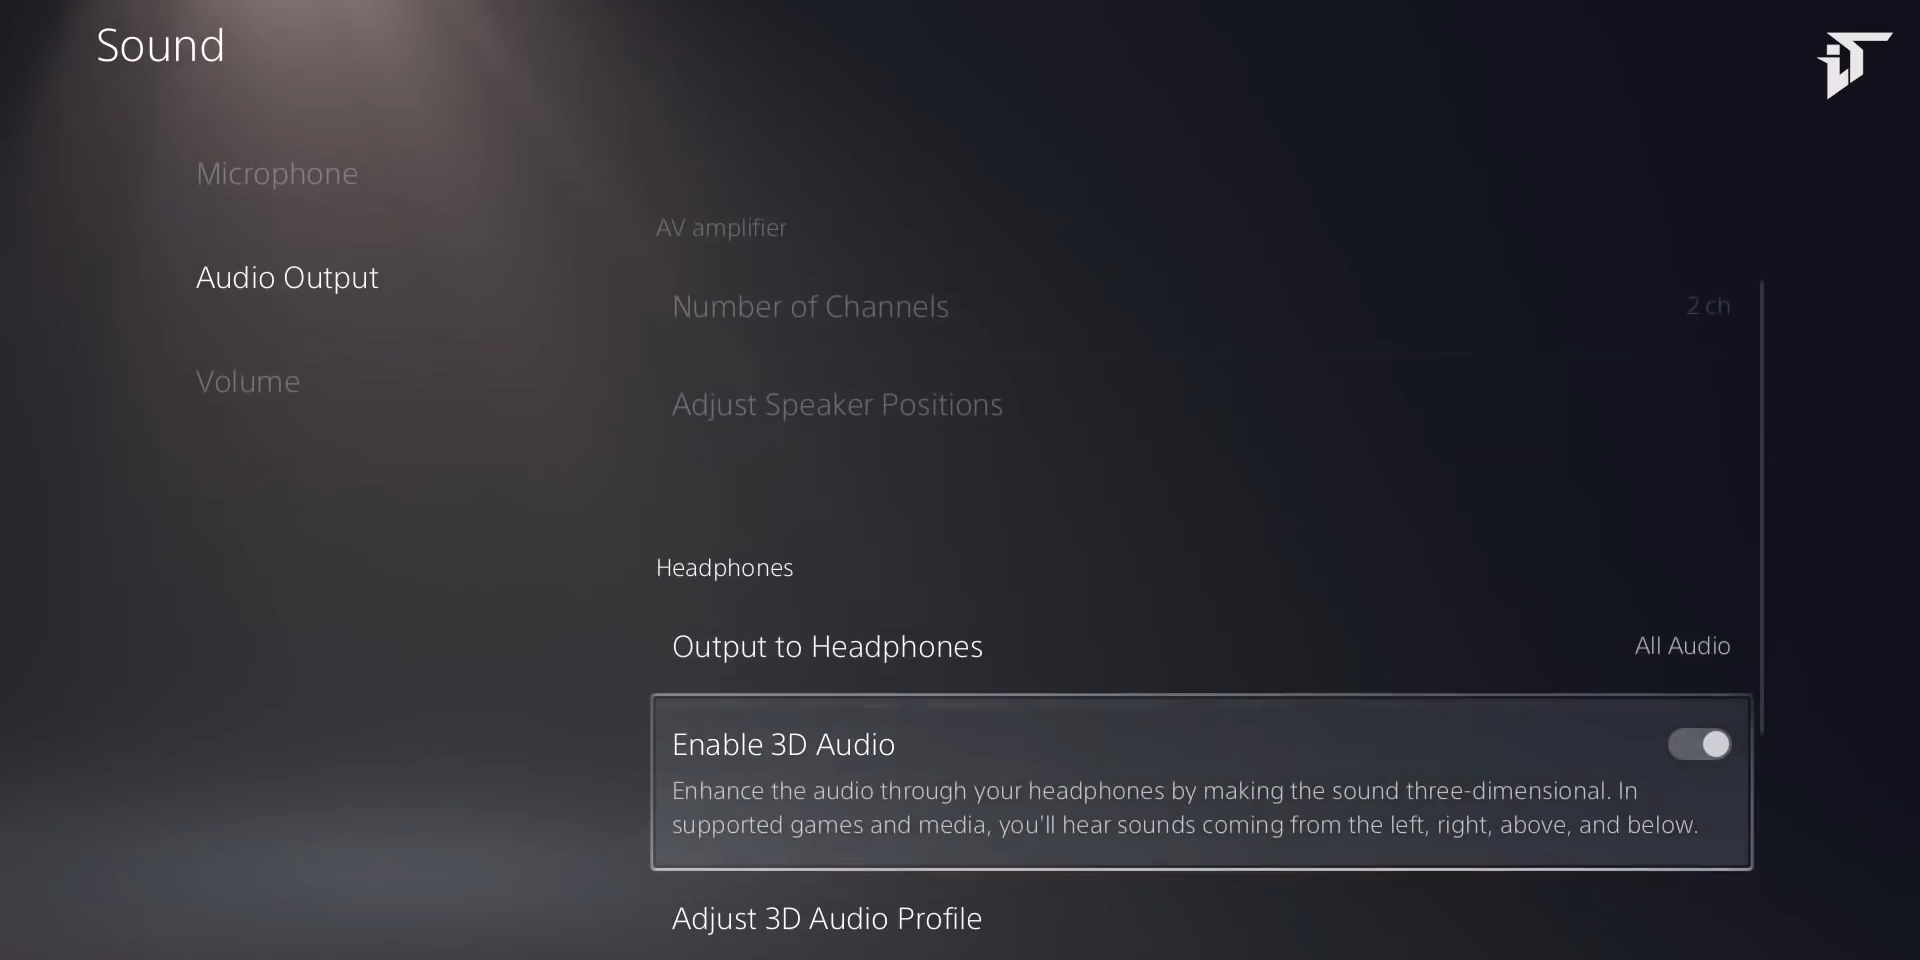 Sound
Microphone
Audio Output
Volume
AV amplifier
Number of Channels 2 ch
Adjust Speaker Positions
Headphones
Output to Headphones All Audio
Enable 3D Audio
Enhance the audio through your headphones by making the sound three-dimensional. In
supported games and media, you'll hear sounds coming from the left, right, above, and below.
Adjust 3D Audio Profile